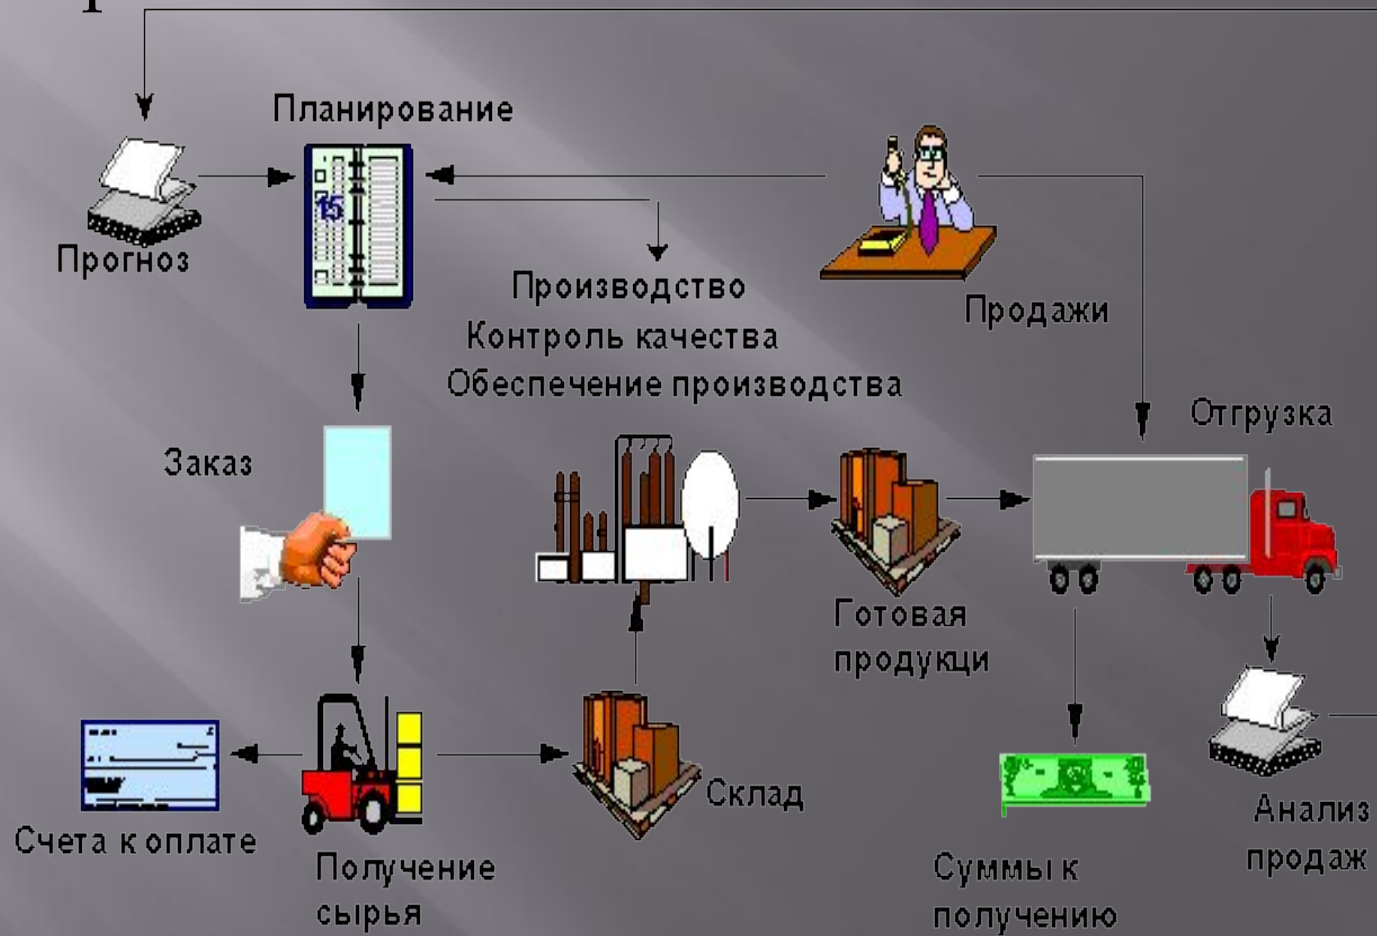 Планирование
Прогноз
15
Производство
Контроль качества
Обеспечение производства
Продажи
Отгрузка
Заказ
Готовая
продукци
Склад
Счета к оплате
Получение
сырья
Суммы к
получению
Анализ
продаж